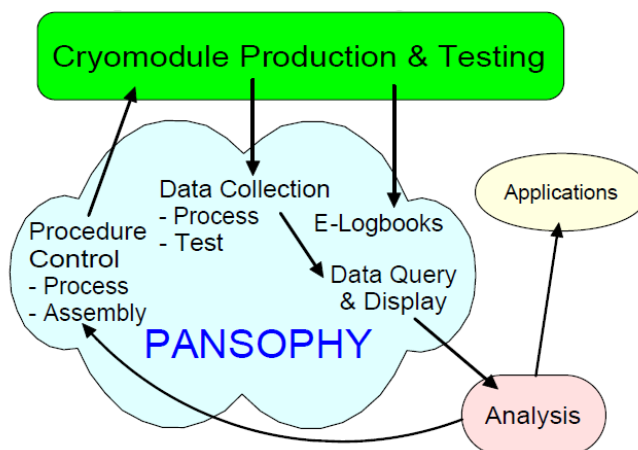 Cryomodule Production & Testing
Data Collection
- Process
- Test
E-Logbooks
Applications
Procedure
Control
- Process
- Assembly
Data Query
& Display
PANSOPHY
Analysis